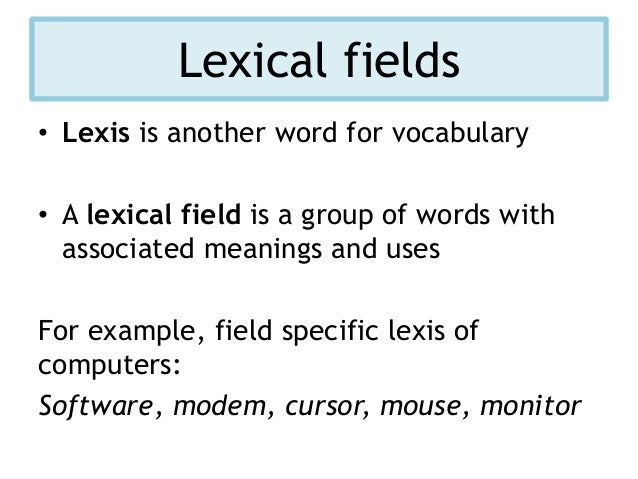 Lexical fields
• Lexis is another word for vocabulary
• A lexical field is a group of words with
associated meanings and uses
For example, field specific lexis of
computers:
Software, modem, cursor, mouse, monitor